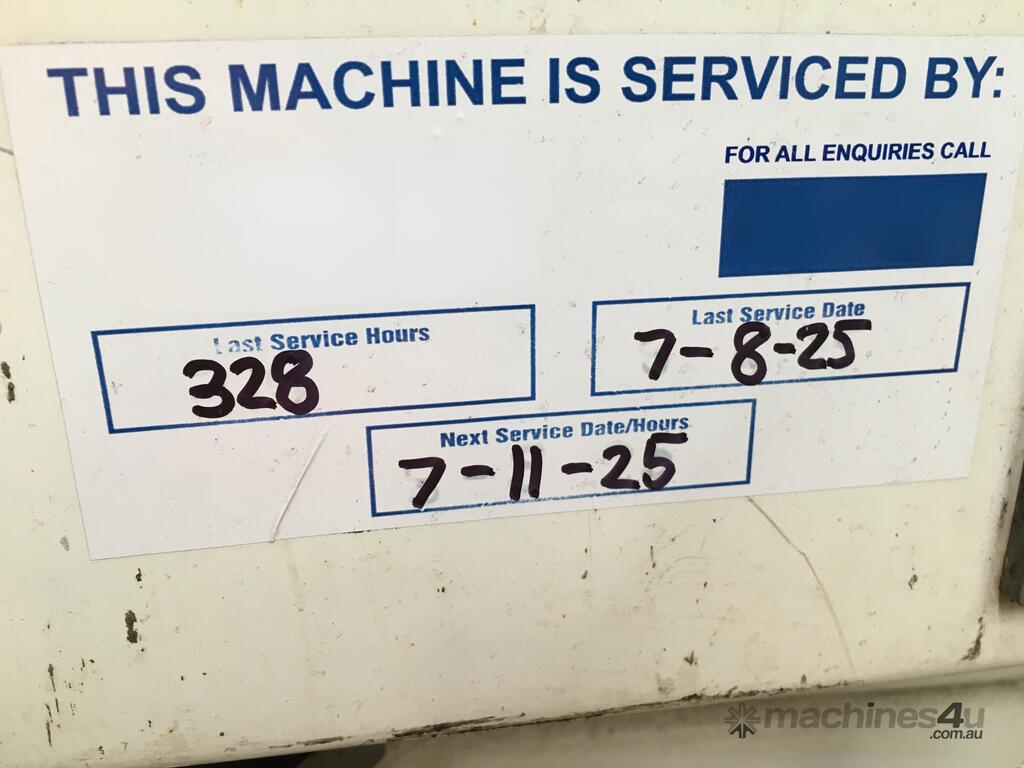 THIS MACHINE IS SERVICED BY:
FOR ALL ENQUIRIES CALL
Last Service Hours
328
Last Service Date
7-8-25
Next Service Date/Hours
7-11-25
machines4u
.com.au